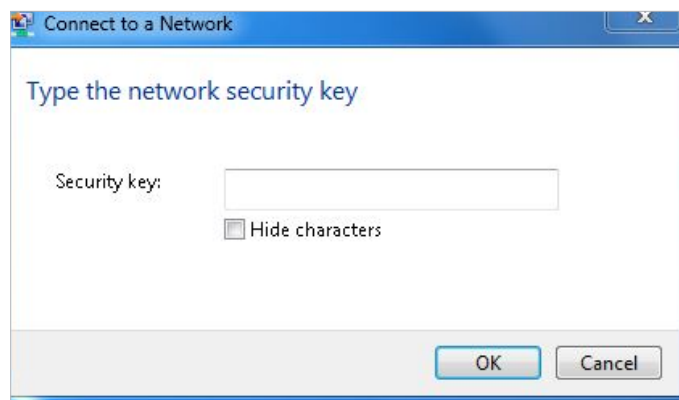 Connect to a Network
X
Type the network security key
Security key:
Hide characters
OK Cancel